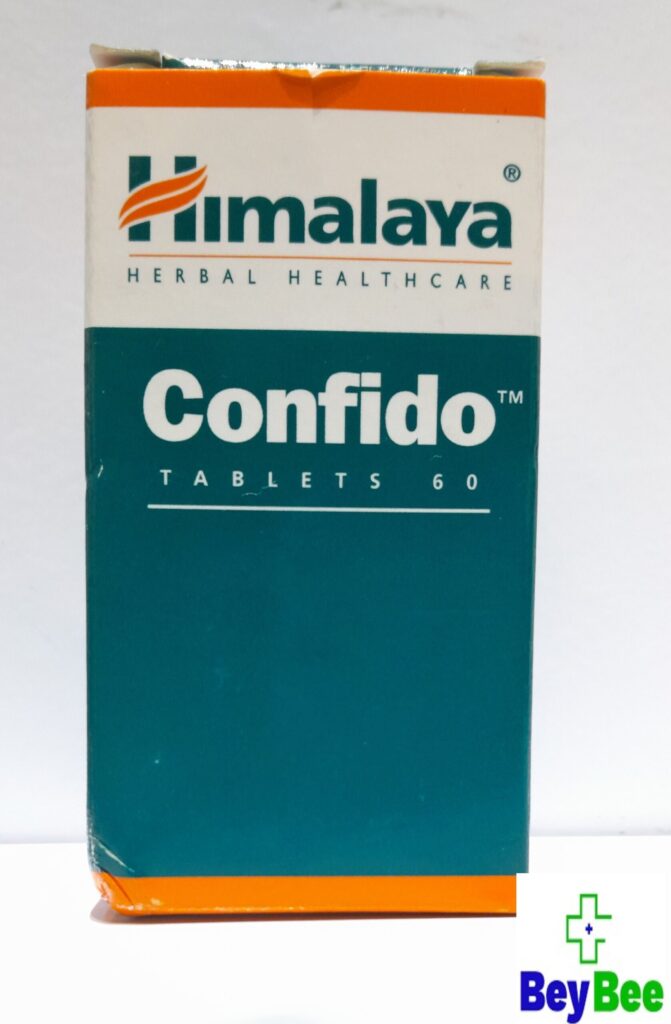 Himalaya®
HERBAL HEALTHCARE
Confido™
TABLETS 60
BeyBee